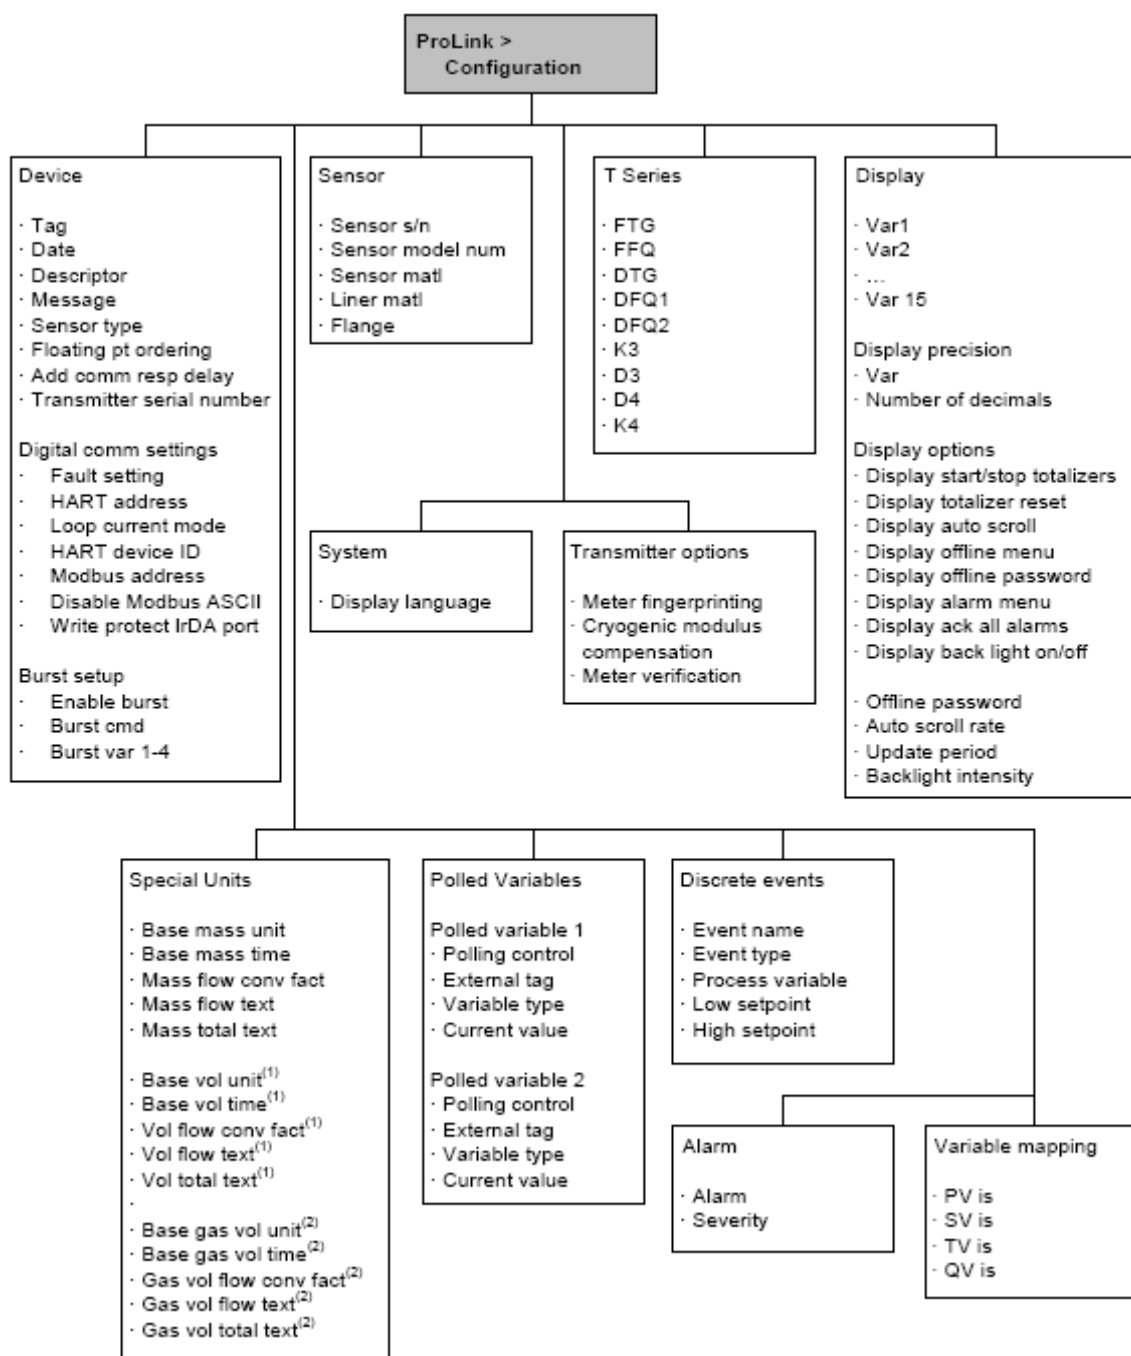 ProLink >
Configuration
Device
· Tag
· Date
· Descriptor
· Message
· Sensor type
· Floating pt ordering
· Add comm resp delay
· Transmitter serial number
Digital comm settings
· Fault setting
· HART address
· Loop current mode
· HART device ID
· Modbus address
· Disable Modbus ASCII
· Write protect IrDA port
Burst setup
· Enable burst
· Burst cmd
· Burst var 1-4
Sensor
· Sensor s/n
· Sensor model num
· Sensor matl
· Liner matl
· Flange
T Series
· FTG
· FFQ
· DTG
· DFQ1
· DFQ2
· K3
· D3
· D4
· K4
Display
· Var1
· Var2
· ...
· Var 15
Display precision
· Var
· Number of decimals
Display options
· Display start/stop totalizers
· Display totalizer reset
· Display auto scroll
· Display offline menu
· Display offline password
· Display alarm menu
· Display ack all alarms
· Display back light on/off
· Offline password
· Auto scroll rate
· Update period
· Backlight intensity
System
· Display language
Transmitter options
· Meter fingerprinting
· Cryogenic modulus
compensation
· Meter verification
Special Units
· Base mass unit
· Base mass time
· Mass flow conv fact
· Mass flow text
· Mass total text
· Base vol unit(1)
· Base vol time(1)
· Vol flow conv fact(1)
· Vol flow text(1)
· Vol total text(1)
·
· Base gas vol unit(2)
· Base gas vol time(2)
· Gas vol flow conv fact(2)
· Gas vol flow text(2)
· Gas vol total text(2)
Polled Variables
Polled variable 1
· Polling control
· External tag
· Variable type
· Current value
Polled variable 2
· Polling control
· External tag
· Variable type
· Current value
Discrete events
· Event name
· Event type
· Process variable
· Low setpoint
· High setpoint
Alarm
· Alarm
· Severity
Variable mapping
· PV is
· SV is
· TV is
· QV is